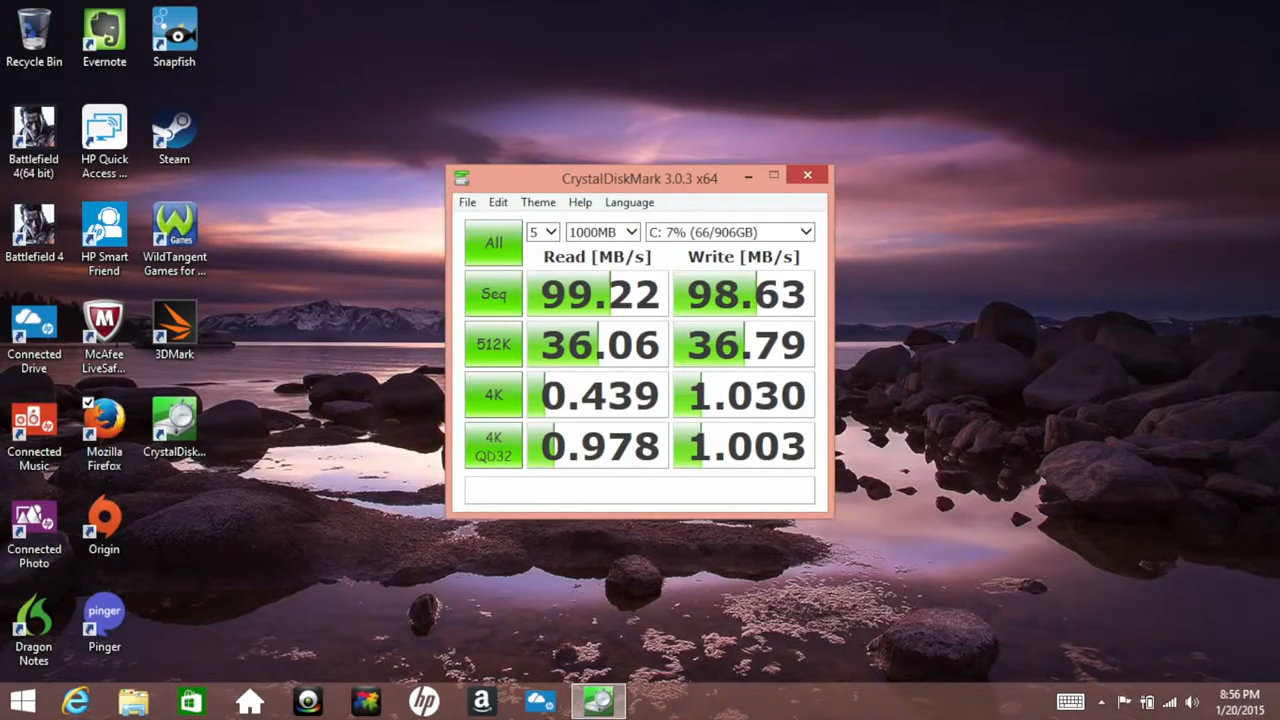 Recycle Bin
Evernote
Snapfish
Battlefield
4(64 bit)
HP Quick
Access ...
Steam
Battlefield 4
HP Smart
Friend
WildTangent
Games for ...
Games
Connected
Drive
McAfee
LiveSaf...
3DMark
Connected
Music
Mozilla
Firefox
CrystalDisk...
Connected
Photo
Origin
Dragon
Notes
pinger
Pinger
CrystalDiskMark 3.0.3 x64
File Edit Theme Help Language
All 5 1000MB C: 7% (66/906GB)
Read [MB/s] Write [MB/s]
Seq 99.22 98.63
512K 36.06 36.79
4K 0.439 1.030
4K
QD32 0.978 1.003
hp
a
8:56 PM
1/20/2015